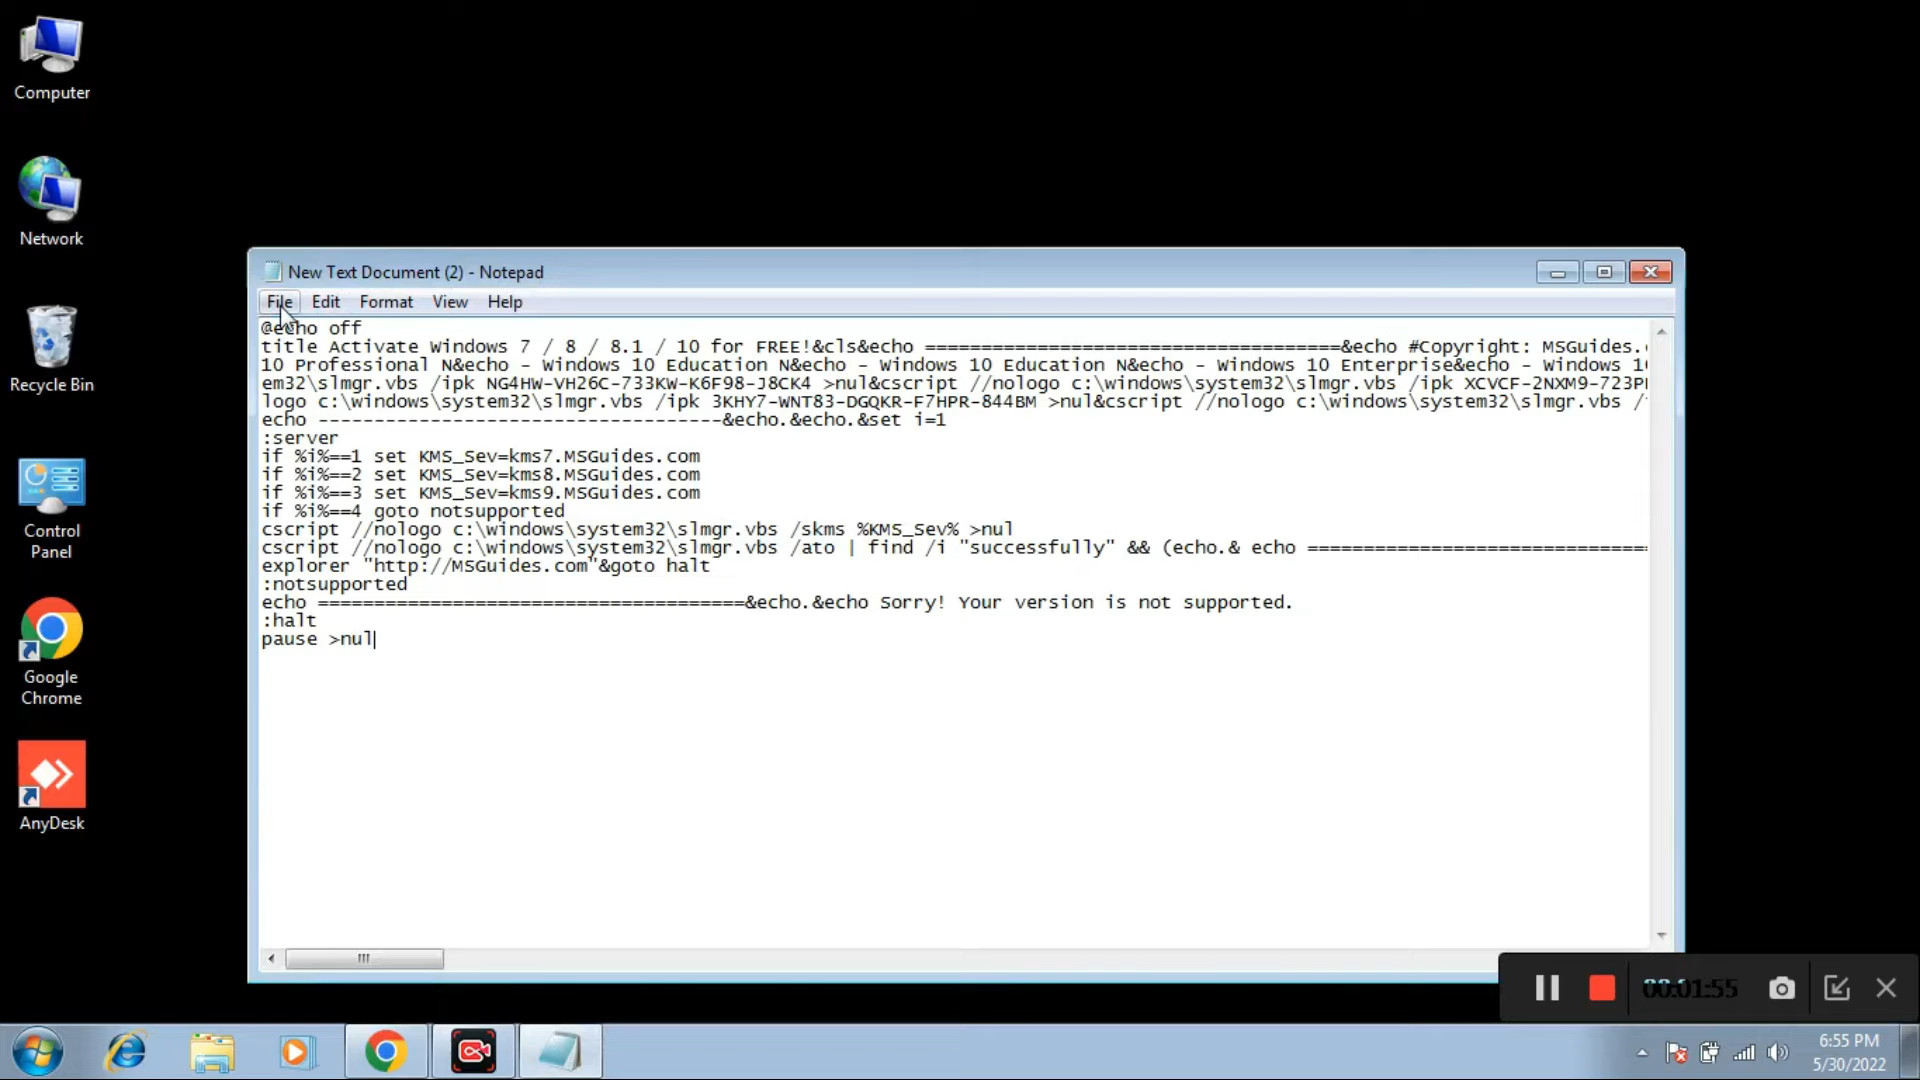 Computer
Network
Recycle Bin
Control
Panel
Google
Chrome
AnyDesk
New Text Document (2) - Notepad
File Edit Format View Help
@echo off
title Activate Windows 7 / 8 / 8.1 / 10 for FREE!&cls&echo =====================================&echo #Copyright: MSGuides.
10 Professional N&echo - Windows 10 Education N&echo - Windows 10 Education N&echo - Windows 10 Enterprise&echo - Windows 1
em32\slmgr.vbs /ipk NG4HW-VH26C-733KW-K6F98-J8CK4 >nul&cscript //nologo c:\windows\system32\slmgr.vbs /ipk XCVCF-2NXM9-723P
logo c:\windows\system32\slmgr.vbs /ipk 3KHY7-WNT83-DGQKR-F7HPR-844BM >nul&cscript //nologo c:\windows\system32\slmgr.vbs /
echo ------------------------------------&echo.&echo.&set i=1
:server
if %i%==1 set KMS_Sev=kms7.MSGuides.com
if %i%==2 set KMS_Sev=kms8.MSGuides.com
if %i%==3 set KMS_Sev=kms9.MSGuides.com
if %i%==4 goto notsupported
cscript //nologo c:\windows\system32\slmgr.vbs /skms %KMS_Sev% >nul
cscript //nologo c:\windows\system32\slmgr.vbs /ato | find /i "successfully" && (echo.& echo ==============================
explorer "http://MSGuides.com"&goto halt
:notsupported
echo ======================================&echo.&echo Sorry! Your version is not supported.
:halt
pause >nul
00:01:55
6:55 PM
5/30/2022